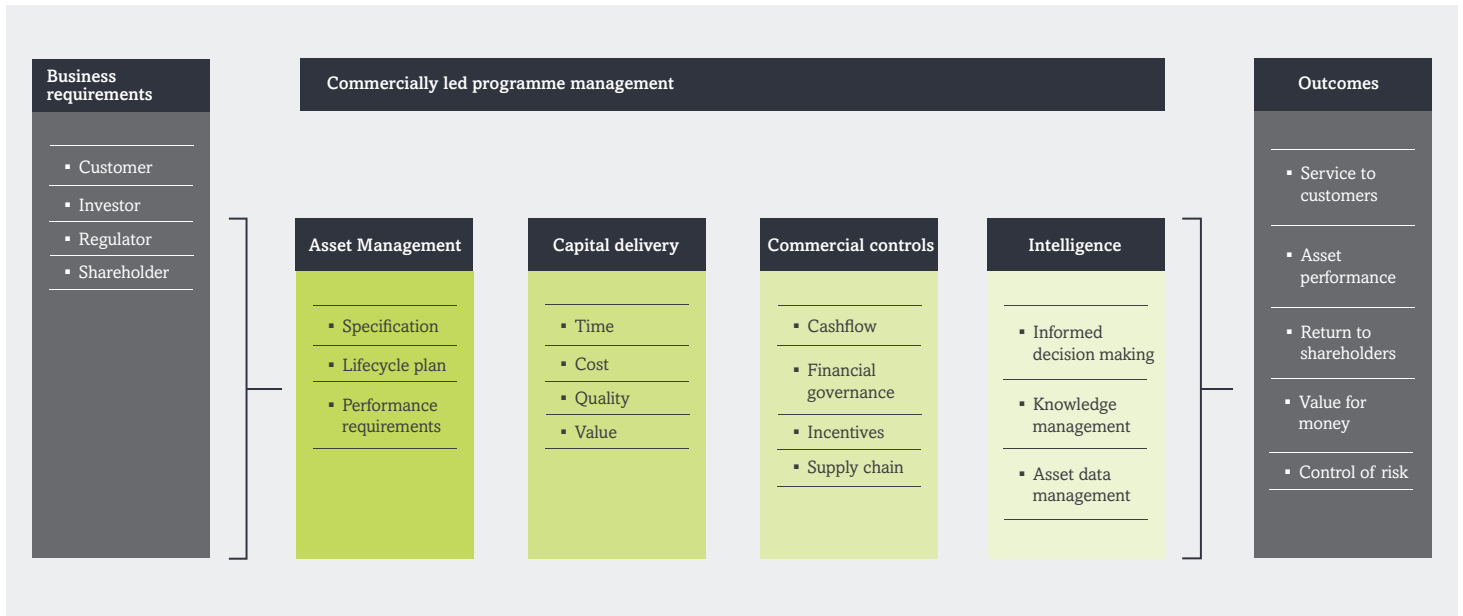 Business
requirements
▪ Customer
▪ Investor
▪ Regulator
▪ Shareholder
Commercially led programme management
Asset Management
▪ Specification
▪ Lifecycle plan
▪ Performance
requirements
Capital delivery
▪ Time
▪ Cost
▪ Quality
▪ Value
Commercial controls
▪ Cashflow
▪ Financial
governance
▪ Incentives
▪ Supply chain
Intelligence
▪ Informed
decision making
▪ Knowledge
management
▪ Asset data
management
Outcomes
▪ Service to
customers
▪ Asset
performance
▪ Return to
shareholders
▪ Value for
money
▪ Control of risk